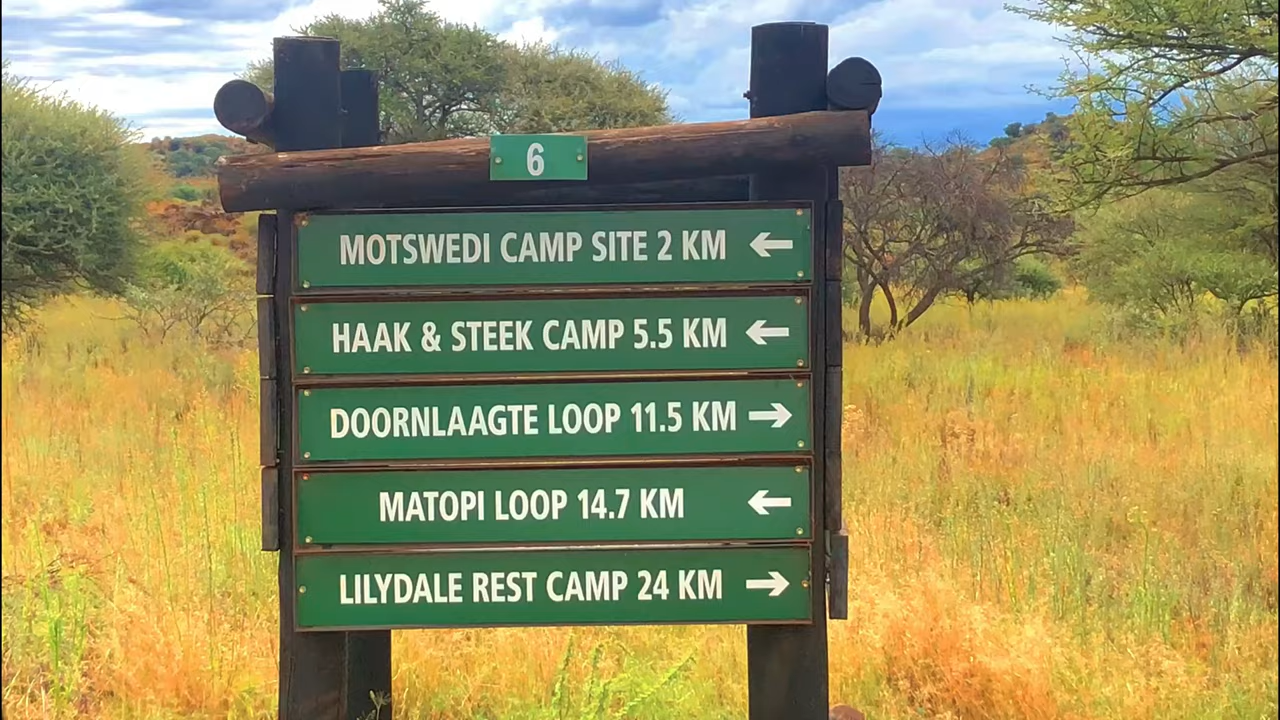 6
MOTSWEDI CAMP SITE 2 KM ←
HAAK & STEEK CAMP 5.5 KM ←
DOORNLAAGTE LOOP 11.5 KM →
MATOPI LOOP 14.7 KM ←
LILYDALE REST CAMP 24 KM →